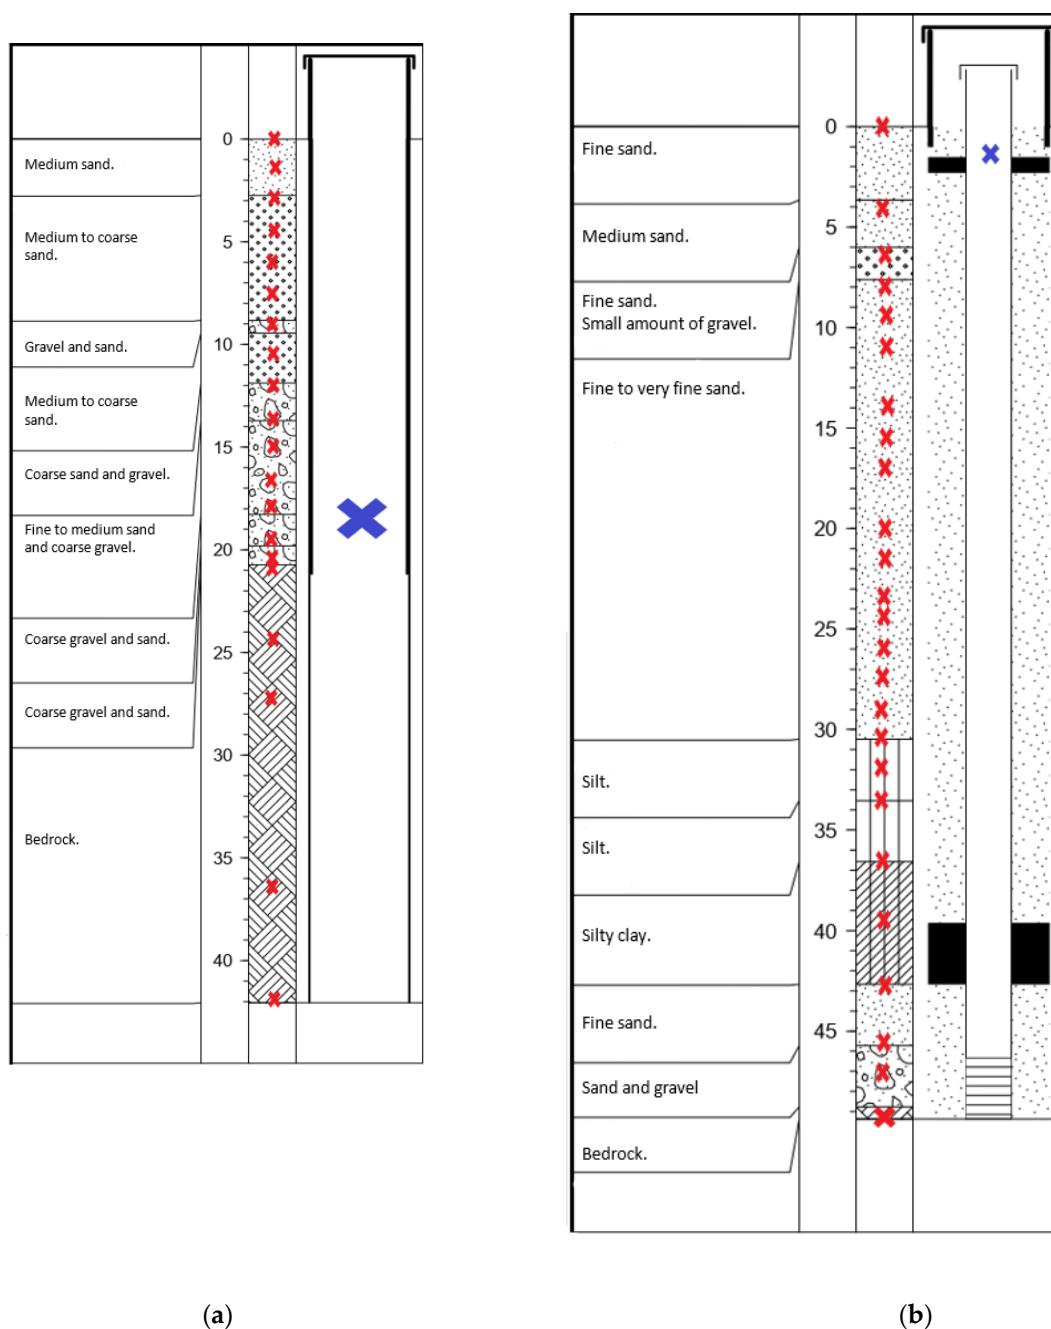 0
Medium sand.
Medium to coarse
sand.
5
Gravel and sand.
10
Medium to coarse
sand.
Coarse sand and gravel.
15
Fine to medium sand
and coarse gravel.
20
Coarse gravel and sand.
25
Coarse gravel and sand.
30
Bedrock.
35
40
(a)
0
Fine sand.
5
Medium sand.
Fine sand.
Small amount of gravel.
10
Fine to very fine sand.
15
20
25
30
Silt.
35
Silt.
Silty clay.
40
Fine sand.
45
Sand and gravel
Bedrock.
(b)